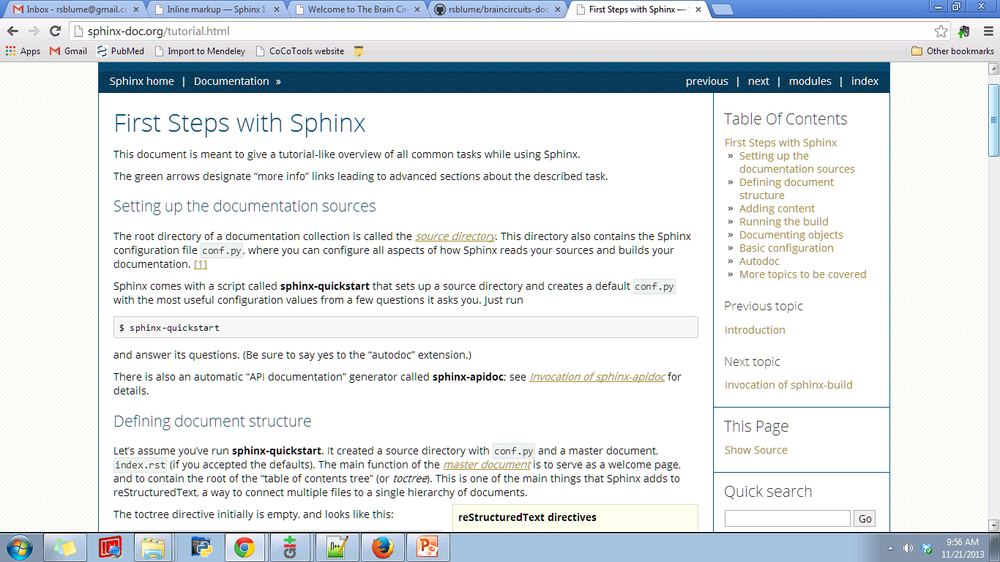 Inbox - rsblume@gmail.co
Inline markup — Sphinx 1.
Welcome to The Brain Circ
rsblume/braincircuits-doc
First Steps with Sphinx —
sphinx-doc.org/tutorial.html
Apps
Gmail
PubMed
Import to Mendeley
CoCoTools website
Other bookmarks
Sphinx home | Documentation »
previous | next | modules | index
First Steps with Sphinx
This document is meant to give a tutorial-like overview of all common tasks while using Sphinx.
The green arrows designate “more info” links leading to advanced sections about the described task.
Setting up the documentation sources
The root directory of a documentation collection is called the source directory. This directory also contains the Sphinx
configuration file conf.py, where you can configure all aspects of how Sphinx reads your sources and builds your
documentation. [1]
Sphinx comes with a script called sphinx-quickstart that sets up a source directory and creates a default conf.py
with the most useful configuration values from a few questions it asks you. Just run
$ sphinx-quickstart
and answer its questions. (Be sure to say yes to the “autodoc” extension.)
There is also an automatic “API documentation” generator called sphinx-apidoc; see Invocation of sphinx-apidoc for
details.
Defining document structure
Let’s assume you’ve run sphinx-quickstart. It created a source directory with conf.py and a master document,
index.rst (if you accepted the defaults). The main function of the master document is to serve as a welcome page,
and to contain the root of the “table of contents tree” (or toctree). This is one of the main things that Sphinx adds to
reStructuredText, a way to connect multiple files to a single hierarchy of documents.
The toctree directive initially is empty, and looks like this:
reStructuredText directives
Table Of Contents
First Steps with Sphinx
» Setting up the
documentation sources
» Defining document
structure
» Adding content
» Running the build
» Documenting objects
» Basic configuration
» Autodoc
» More topics to be covered
Previous topic
Introduction
Next topic
Invocation of sphinx-build
This Page
Show Source
Quick search
Go
9:56 AM
11/21/2013